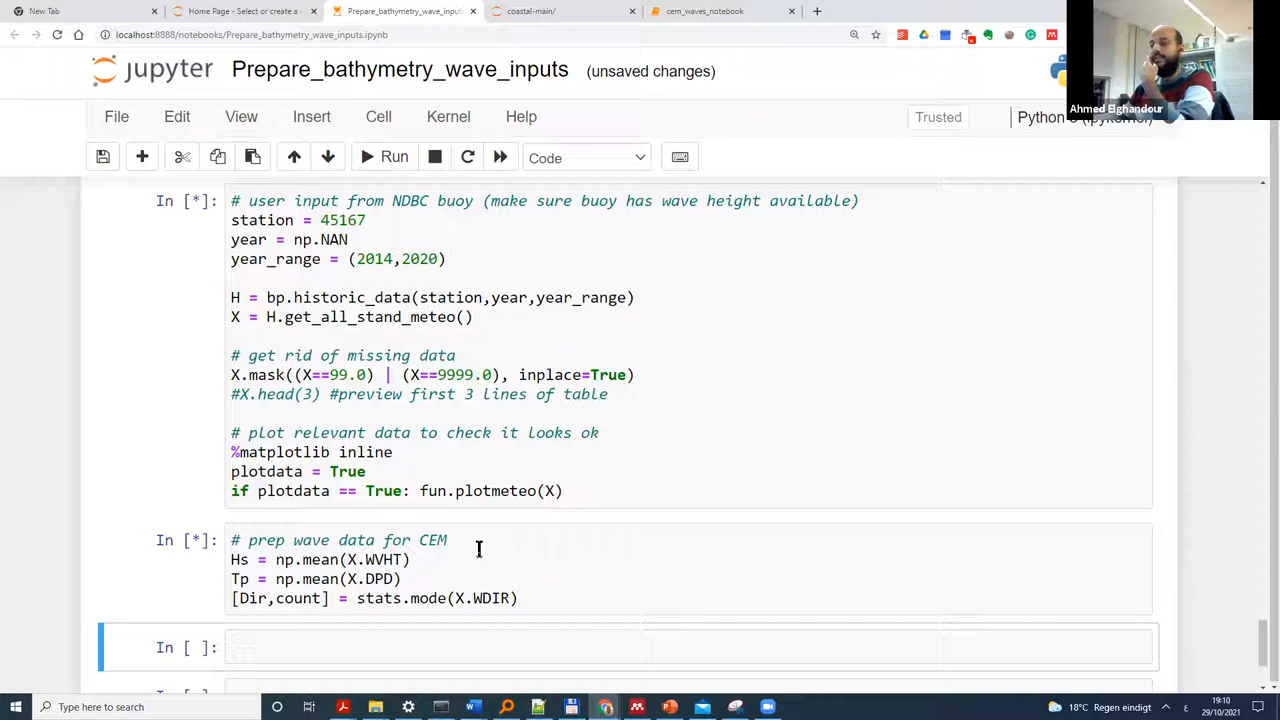 New Tab
Home Page - Select or create a
Prepare_bathymetry_wave_inputs
coastal-main/
cem_waves_notebook
localhost:8888/notebooks/Prepare_bathymetry_wave_inputs.ipynb
Ahmed Elghandour
jupyter Prepare_bathymetry_wave_inputs (unsaved changes)
File Edit View Insert Cell Kernel Help
Trusted
Run
Code
In [*]:
# user input from NDBC buoy (make sure buoy has wave height available)
station = 45167
year = np.NAN
year_range = (2014,2020)
H = bp.historic_data(station,year,year_range)
X = H.get_all_stand_meteo()
# get rid of missing data
X.mask((X==99.0) | (X==9999.0), inplace=True)
#X.head(3) #preview first 3 lines of table
# plot relevant data to check it looks ok
%matplotlib inline
plotdata = True
if plotdata == True: fun.plotmeteo(X)
In [*]:
# prep wave data for CEM
Hs = np.mean(X.WVHT)
Tp = np.mean(X.DPD)
[Dir,count] = stats.mode(X.WDIR)
In [ ]:
Type here to search
18°C Regen eindigt
19:10
29/10/2021